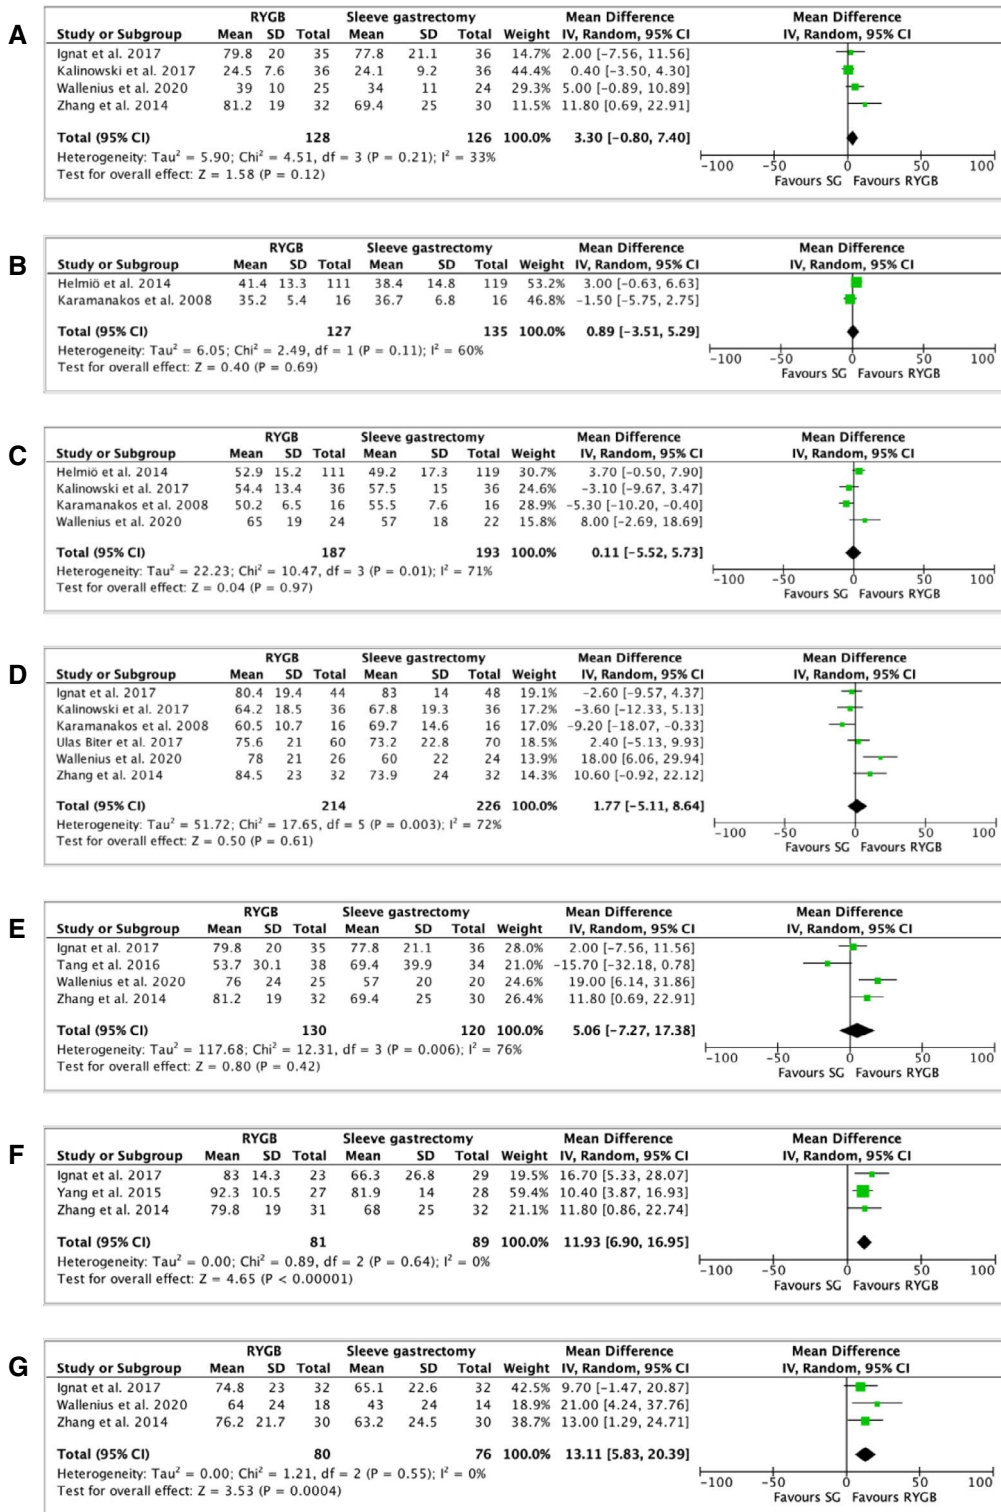 A
RYGB Sleeve gastrectomy Mean Difference Mean Difference
Study or Subgroup Mean SD Total Mean SD Total Weight IV, Random, 95% CI IV, Random, 95% CI
Ignat et al. 2017 79.8 20 35 77.8 21.1 36 14.7% 2.00 [-7.56, 11.56]
Kalinowski et al. 2017 24.5 7.6 36 24.1 9.2 36 44.4% 0.40 [-3.50, 4.30]
Wallenius et al. 2020 39 10 25 34 11 24 29.3% 5.00 [-0.89, 10.89]
Zhang et al. 2014 81.2 19 32 69.4 25 30 11.5% 11.80 [0.69, 22.91]
Total (95% CI) 128 126 100.0% 3.30 [-0.80, 7.40]
Heterogeneity: Tau² = 5.90; Chi² = 4.51, df = 3 (P = 0.21); I² = 33%
Test for overall effect: Z = 1.58 (P = 0.12)
-100 -50 0 50 100
Favours SG Favours RYGB
B
RYGB Sleeve gastrectomy Mean Difference Mean Difference
Study or Subgroup Mean SD Total Mean SD Total Weight IV, Random, 95% CI IV, Random, 95% CI
Helmiö et al. 2014 41.4 13.3 111 38.4 14.8 119 53.2% 3.00 [-0.63, 6.63]
Karamanakos et al. 2008 35.2 5.4 16 36.7 6.8 16 46.8% -1.50 [-5.75, 2.75]
Total (95% CI) 127 135 100.0% 0.89 [-3.51, 5.29]
Heterogeneity: Tau² = 6.05; Chi² = 2.49, df = 1 (P = 0.11); I² = 60%
Test for overall effect: Z = 0.40 (P = 0.69)
-100 -50 0 50 100
Favours SG Favours RYGB
C
RYGB Sleeve gastrectomy Mean Difference Mean Difference
Study or Subgroup Mean SD Total Mean SD Total Weight IV, Random, 95% CI IV, Random, 95% CI
Helmiö et al. 2014 52.9 15.2 111 49.2 17.3 119 30.7% 3.70 [-0.50, 7.90]
Kalinowski et al. 2017 54.4 13.4 36 57.5 15 36 24.6% -3.10 [-9.67, 3.47]
Karamanakos et al. 2008 50.2 6.5 16 55.5 7.6 16 28.9% -5.30 [-10.20, -0.40]
Wallenius et al. 2020 65 19 24 57 18 22 15.8% 8.00 [-2.69, 18.69]
Total (95% CI) 187 193 100.0% 0.11 [-5.52, 5.73]
Heterogeneity: Tau² = 22.23; Chi² = 10.47, df = 3 (P = 0.01); I² = 71%
Test for overall effect: Z = 0.04 (P = 0.97)
-100 -50 0 50 100
Favours SG Favours RYGB
D
RYGB Sleeve gastrectomy Mean Difference Mean Difference
Study or Subgroup Mean SD Total Mean SD Total Weight IV, Random, 95% CI IV, Random, 95% CI
Ignat et al. 2017 80.4 19.4 44 83 14 48 19.1% -2.60 [-9.57, 4.37]
Kalinowski et al. 2017 64.2 18.5 36 67.8 19.3 36 17.2% -3.60 [-12.33, 5.13]
Karamanakos et al. 2008 60.5 10.7 16 69.7 14.6 16 17.0% -9.20 [-18.07, -0.33]
Ulas Biter et al. 2017 75.6 21 60 73.2 22.8 70 18.5% 2.40 [-5.13, 9.93]
Wallenius et al. 2020 78 21 26 60 22 24 13.9% 18.00 [6.06, 29.94]
Zhang et al. 2014 84.5 23 32 73.9 24 32 14.3% 10.60 [-0.92, 22.12]
Total (95% CI) 214 226 100.0% 1.77 [-5.11, 8.64]
Heterogeneity: Tau² = 51.72; Chi² = 17.65, df = 5 (P = 0.003); I² = 72%
Test for overall effect: Z = 0.50 (P = 0.61)
-100 -50 0 50 100
Favours SG Favours RYGB
E
RYGB Sleeve gastrectomy Mean Difference Mean Difference
Study or Subgroup Mean SD Total Mean SD Total Weight IV, Random, 95% CI IV, Random, 95% CI
Ignat et al. 2017 79.8 20 35 77.8 21.1 36 28.0% 2.00 [-7.56, 11.56]
Tang et al. 2016 53.7 30.1 38 69.4 39.9 34 21.0% -15.70 [-32.18, 0.78]
Wallenius et al. 2020 76 24 25 57 20 20 24.6% 19.00 [6.14, 31.86]
Zhang et al. 2014 81.2 19 32 69.4 25 30 26.4% 11.80 [0.69, 22.91]
Total (95% CI) 130 120 100.0% 5.06 [-7.27, 17.38]
Heterogeneity: Tau² = 117.68; Chi² = 12.31, df = 3 (P = 0.006); I² = 76%
Test for overall effect: Z = 0.80 (P = 0.42)
-100 -50 0 50 100
Favours SG Favours RYGB
F
RYGB Sleeve gastrectomy Mean Difference Mean Difference
Study or Subgroup Mean SD Total Mean SD Total Weight IV, Random, 95% CI IV, Random, 95% CI
Ignat et al. 2017 83 14.3 23 66.3 26.8 29 19.5% 16.70 [5.33, 28.07]
Yang et al. 2015 92.3 10.5 27 81.9 14 28 59.4% 10.40 [3.87, 16.93]
Zhang et al. 2014 79.8 19 31 68 25 32 21.1% 11.80 [0.86, 22.74]
Total (95% CI) 81 89 100.0% 11.93 [6.90, 16.95]
Heterogeneity: Tau² = 0.00; Chi² = 0.89, df = 2 (P = 0.64); I² = 0%
Test for overall effect: Z = 4.65 (P < 0.00001)
-100 -50 0 50 100
Favours SG Favours RYGB
G
RYGB Sleeve gastrectomy Mean Difference Mean Difference
Study or Subgroup Mean SD Total Mean SD Total Weight IV, Random, 95% CI IV, Random, 95% CI
Ignat et al. 2017 74.8 23 32 65.1 22.6 32 42.5% 9.70 [-1.47, 20.87]
Wallenius et al. 2020 64 24 18 43 24 14 18.9% 21.00 [4.24, 37.76]
Zhang et al. 2014 76.2 21.7 30 63.2 24.5 30 38.7% 13.00 [1.29, 24.71]
Total (95% CI) 80 76 100.0% 13.11 [5.83, 20.39]
Heterogeneity: Tau² = 0.00; Chi² = 1.21, df = 2 (P = 0.55); I² = 0%
Test for overall effect: Z = 3.53 (P = 0.0004)
-100 -50 0 50 100
Favours SG Favours RYGB